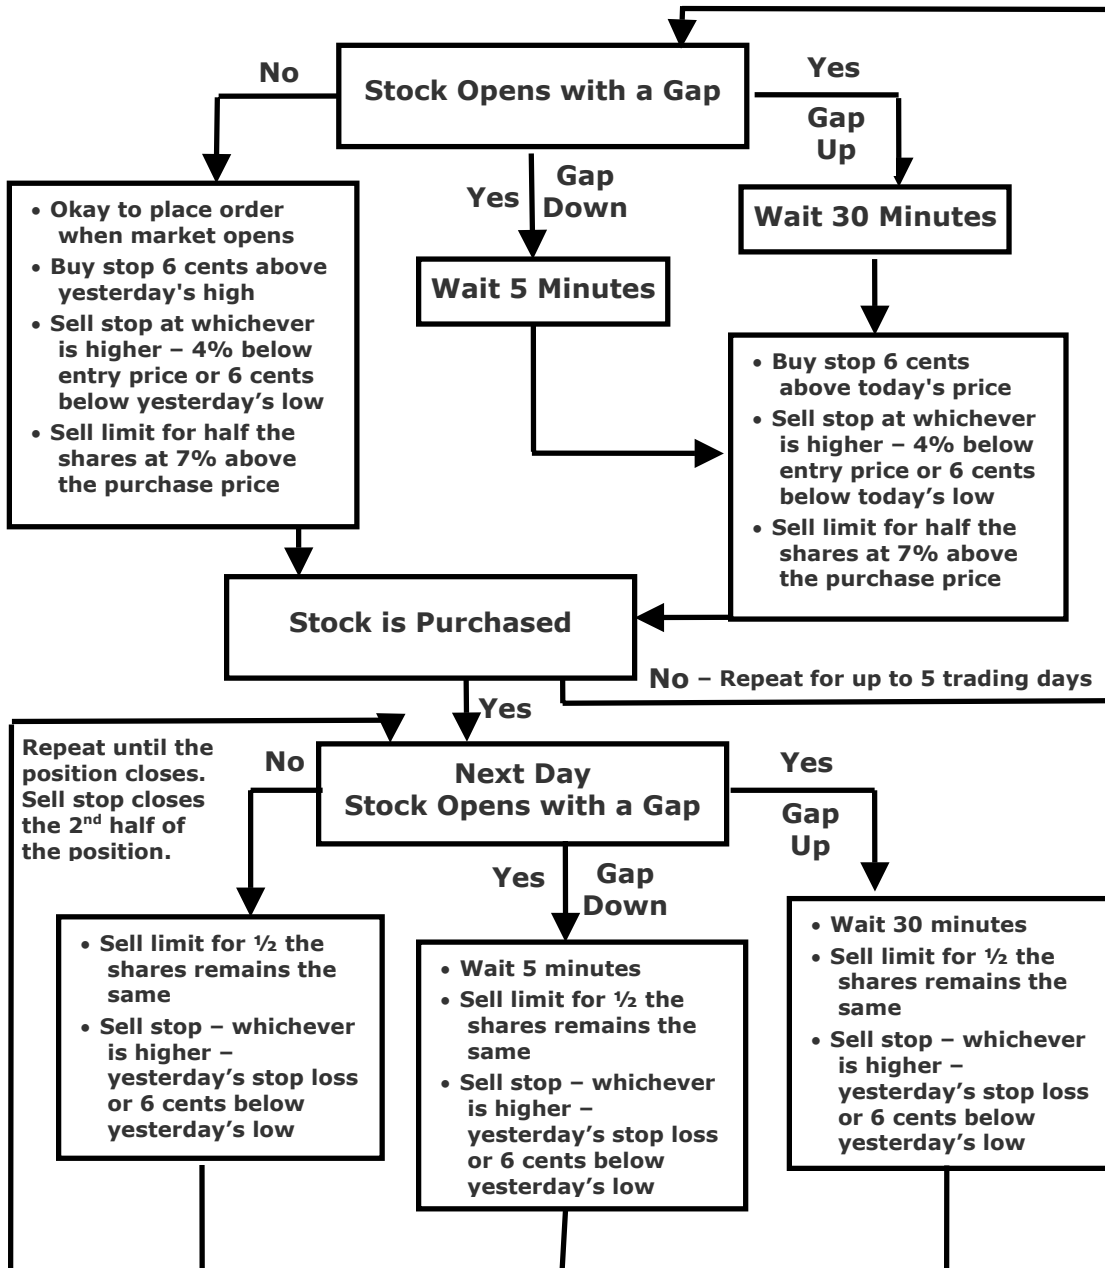 No
Stock Opens with a Gap
Yes
Gap
Up
Yes
Gap
Down
• Okay to place order
when market opens
• Buy stop 6 cents above
yesterday's high
• Sell stop at whichever
is higher – 4% below
entry price or 6 cents
below yesterday’s low
• Sell limit for half the
shares at 7% above
the purchase price
Wait 5 Minutes
Wait 30 Minutes
• Buy stop 6 cents
above today's price
• Sell stop at whichever
is higher – 4% below
entry price or 6 cents
below today’s low
• Sell limit for half the
shares at 7% above
the purchase price
Stock is Purchased
No – Repeat for up to 5 trading days
Yes
Repeat until the
position closes.
Sell stop closes
the 2nd half of
the position.
No
Next Day
Stock Opens with a Gap
Yes
Gap
Up
Yes
Gap
Down
• Sell limit for ½ the
shares remains the
same
• Sell stop – whichever
is higher –
yesterday’s stop loss
or 6 cents below
yesterday’s low
• Wait 5 minutes
• Sell limit for ½ the
shares remains the
same
• Sell stop – whichever
is higher –
yesterday’s stop loss
or 6 cents below
yesterday’s low
• Wait 30 minutes
• Sell limit for ½ the
shares remains the
same
• Sell stop – whichever
is higher –
yesterday’s stop loss
or 6 cents below
yesterday’s low